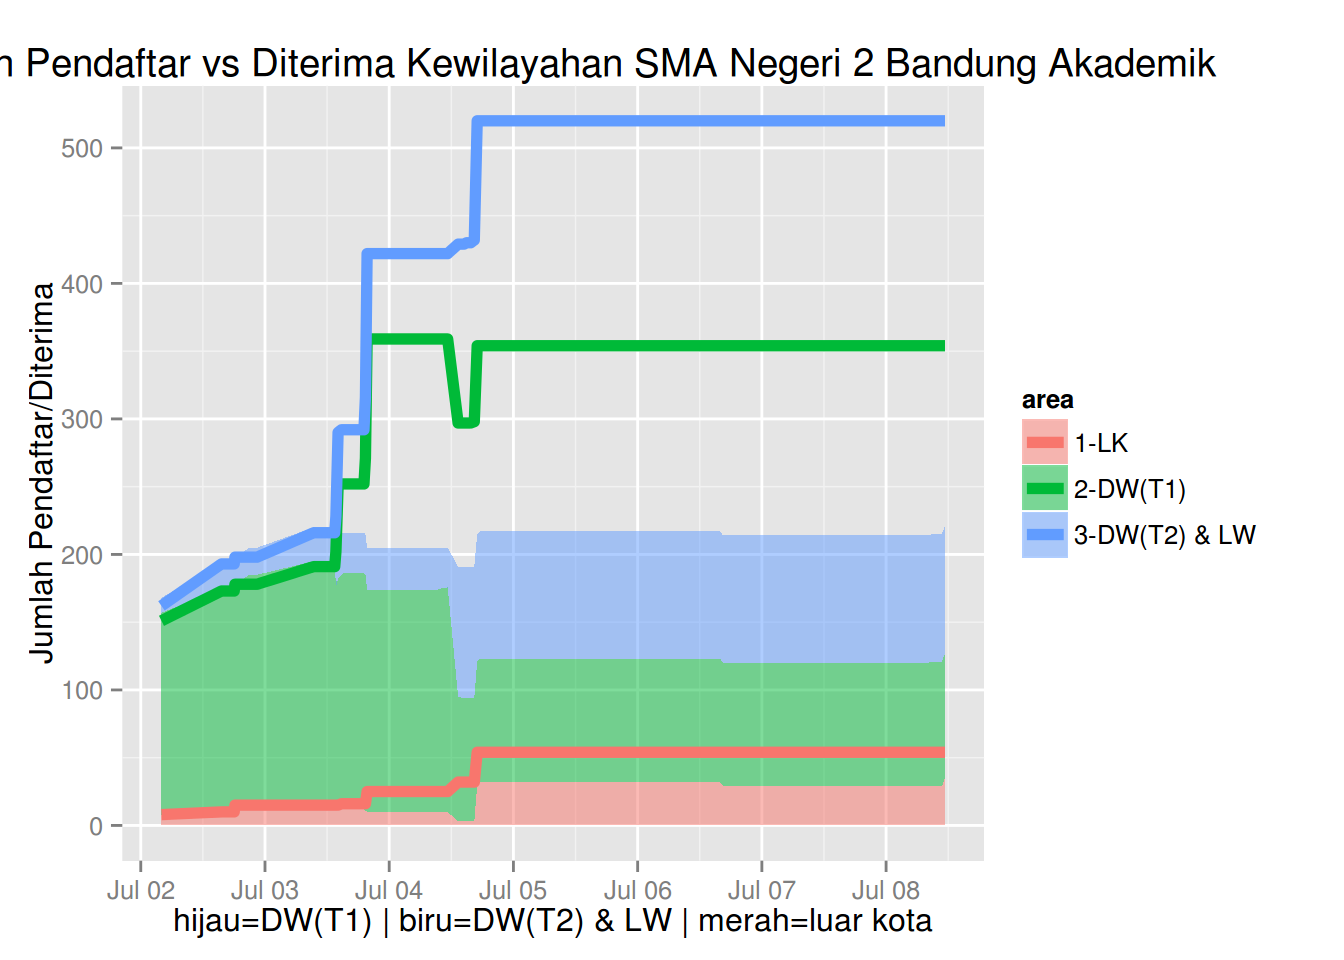 Pendaftar vs Diterima Kewilayahan SMA Negeri 2 Bandung Akademik
Jumlah Pendaftar/Diterima
500
400
300
200
100
0
Jul 02 Jul 03 Jul 04 Jul 05 Jul 06 Jul 07 Jul 08
hijau=DW(T1) | biru=DW(T2) & LW | merah=luar kota
area
1-LK
2-DW(T1)
3-DW(T2) & LW